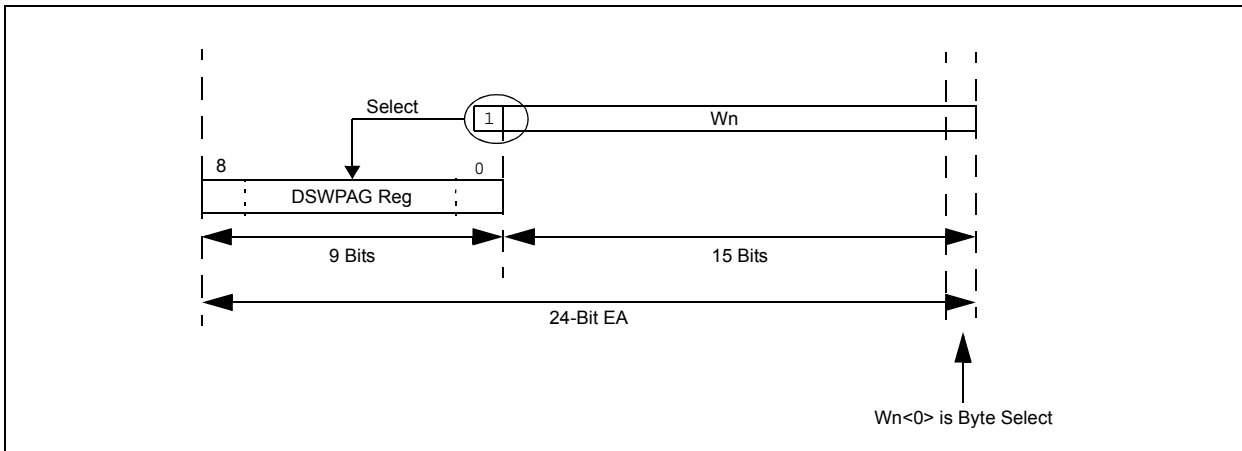 Select
1
Wn
8
0
DSWPAG Reg
9 Bits
15 Bits
24-Bit EA
Wn<0> is Byte Select